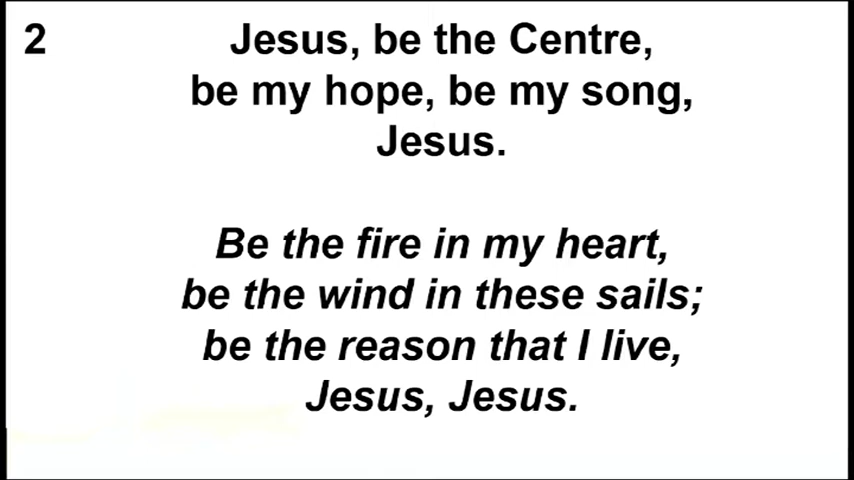 2
Jesus, be the Centre,
be my hope, be my song,
Jesus.
Be the fire in my heart,
be the wind in these sails;
be the reason that I live,
Jesus, Jesus.